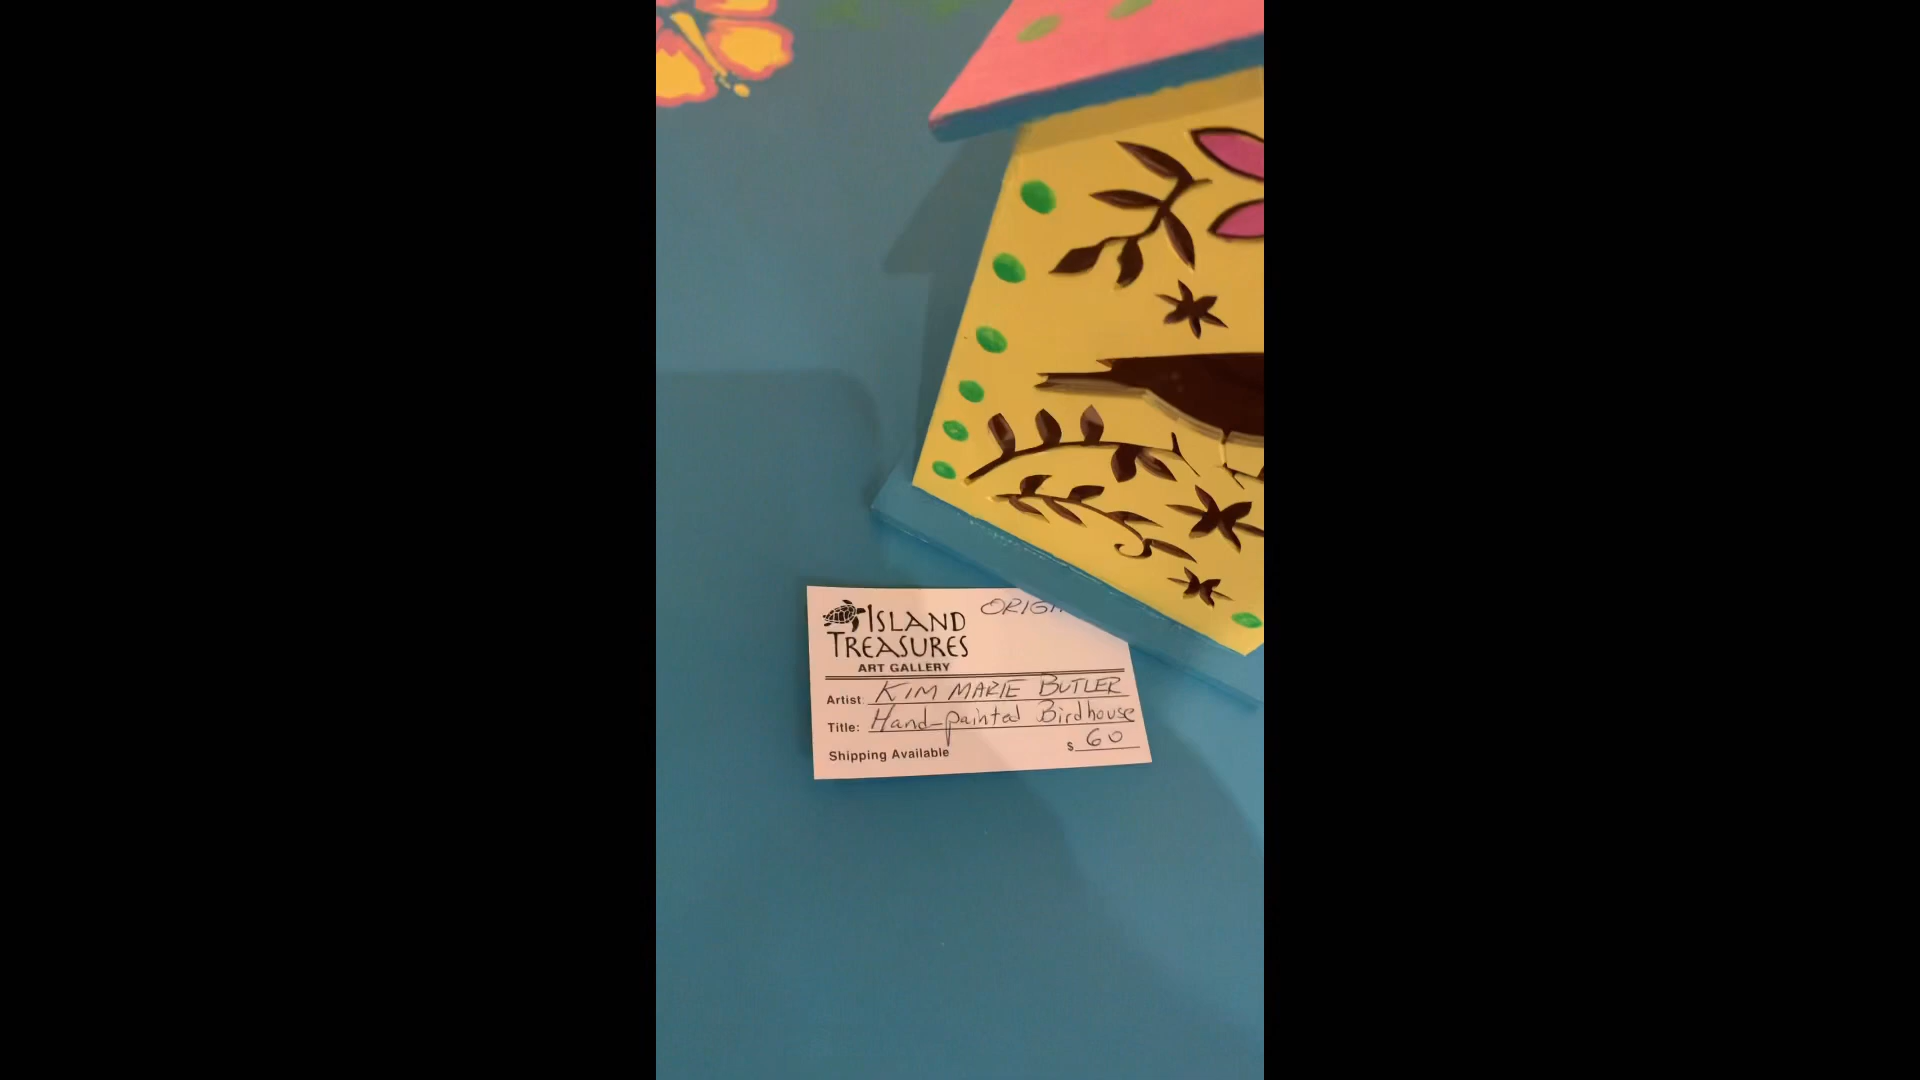 ISLAND
TREASURES
ART GALLERY
Artist: KIM MARIE BUTLER
Title: Hand-painted Birdhouse
Shipping Available $ 60